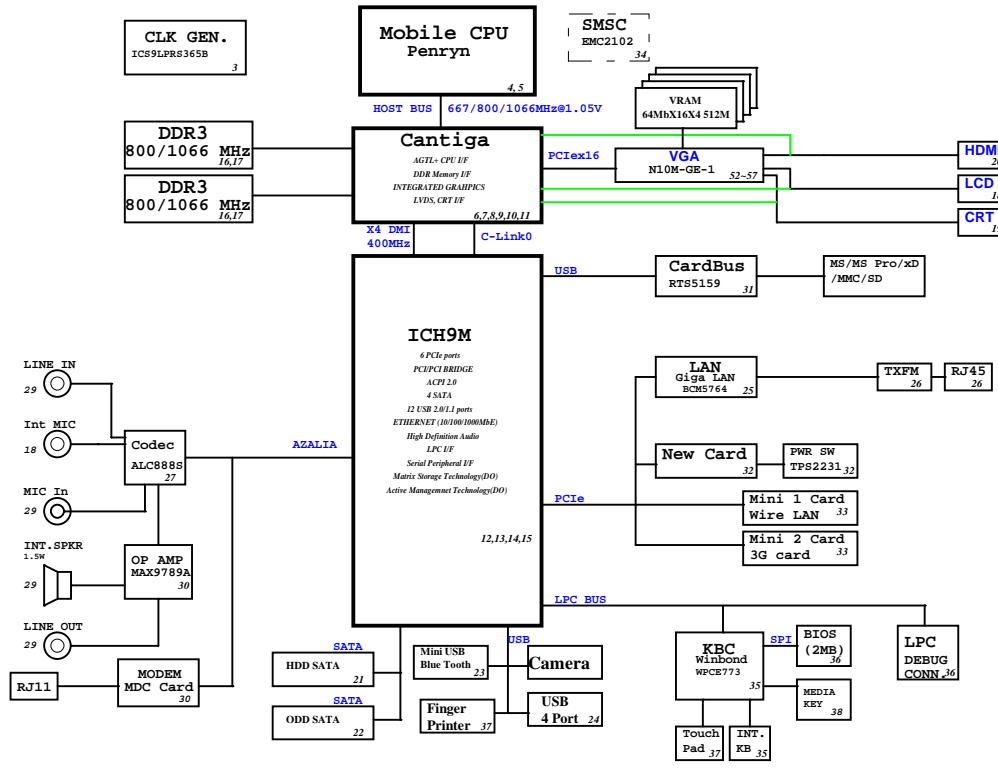 CLK GEN.
ICS9LPRS365B
3
Mobile CPU
Penryn
4, 5
SMSC
EMC2102
34
HOST BUS
667/800/1066MHz@1.05V
VRAM
64MbX16X4 512M
DDR3
800/1066 MHz
16,17
DDR3
800/1066 MHz
16,17
Cantiga
AGTL+ CPU I/F
DDR Memory I/F
INTEGRATED GRAHPICS
LVDS, CRT I/F
6,7,8,9,10,11
PCIex16
VGA
N10M-GE-1
52~57
HDMI
20
LCD
18
CRT
19
X4 DMI
400MHz
C-Link0
ICH9M
6 PCIe ports
PCI/PCI BRIDGE
ACPI 2.0
4 SATA
12 USB 2.0/1.1 ports
ETHERNET (10/100/1000MbE)
High Definition Audio
LPC I/F
Serial Peripheral I/F
Matrix Storage Technology(DO)
Active Managemnet Technology(DO)
12,13,14,15
USB
CardBus
RTS5159
31
MS/MS Pro/xD
/MMC/SD
LAN
Giga LAN
BCM5764
25
TXFM
26
RJ45
26
New Card
32
PWR SW
TPS2231
32
PCIe
Mini 1 Card
Wire LAN
33
Mini 2 Card
3G card
33
LINE IN
29
Int MIC
18
Codec
ALC888S
27
AZALIA
MIC In
29
INT.SPKR
1.5W
29
OP AMP
MAX9789A
30
LINE OUT
29
RJ11
MODEM
MDC Card
30
LPC BUS
SATA
HDD SATA
21
SATA
ODD SATA
22
USB
Mini USB
Blue Tooth
23
Camera
Finger
Printer
37
USB
4 Port
24
KBC
Winbond
WPCE773
35
SPI
BIOS
(2MB)
36
MEDIA
KEY
38
LPC
DEBUG
CONN.
36
Touch
Pad
37
INT.
KB
35